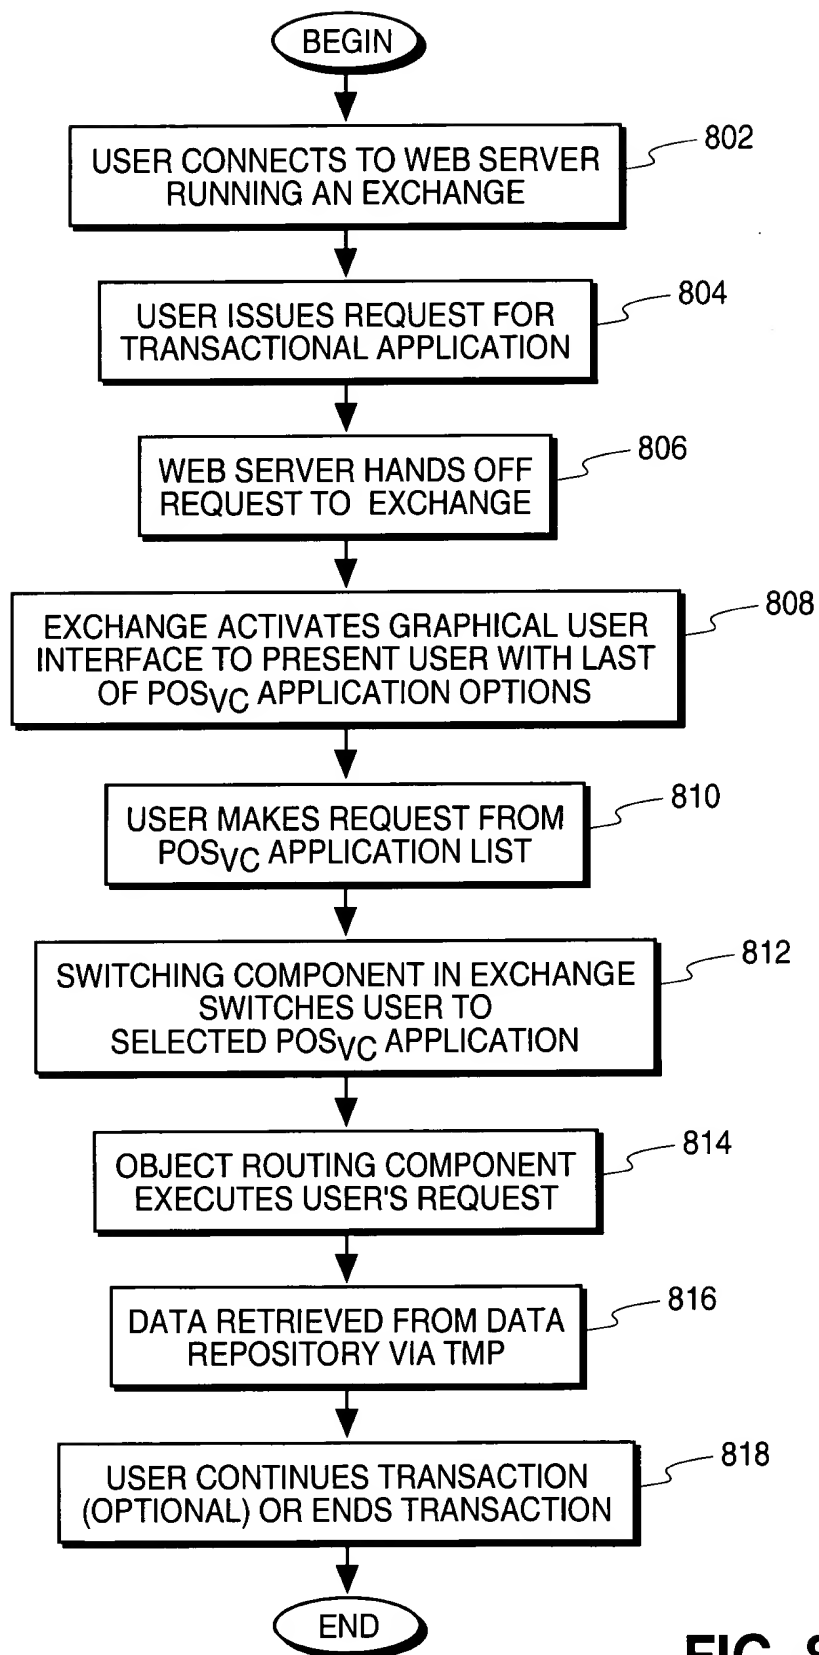 BEGIN
USER CONNECTS TO WEB SERVER
RUNNING AN EXCHANGE
802
USER ISSUES REQUEST FOR
TRANSACTIONAL APPLICATION
804
WEB SERVER HANDS OFF
REQUEST TO EXCHANGE
806
EXCHANGE ACTIVATES GRAPHICAL USER
INTERFACE TO PRESENT USER WITH LAST
OF POSVC APPLICATION OPTIONS
808
USER MAKES REQUEST FROM
POSVC APPLICATION LIST
810
SWITCHING COMPONENT IN EXCHANGE
SWITCHES USER TO
SELECTED POSVC APPLICATION
812
OBJECT ROUTING COMPONENT
EXECUTES USER'S REQUEST
814
DATA RETRIEVED FROM DATA
REPOSITORY VIA TMP
816
USER CONTINUES TRANSACTION
(OPTIONAL) OR ENDS TRANSACTION
818
END
FIG. 8